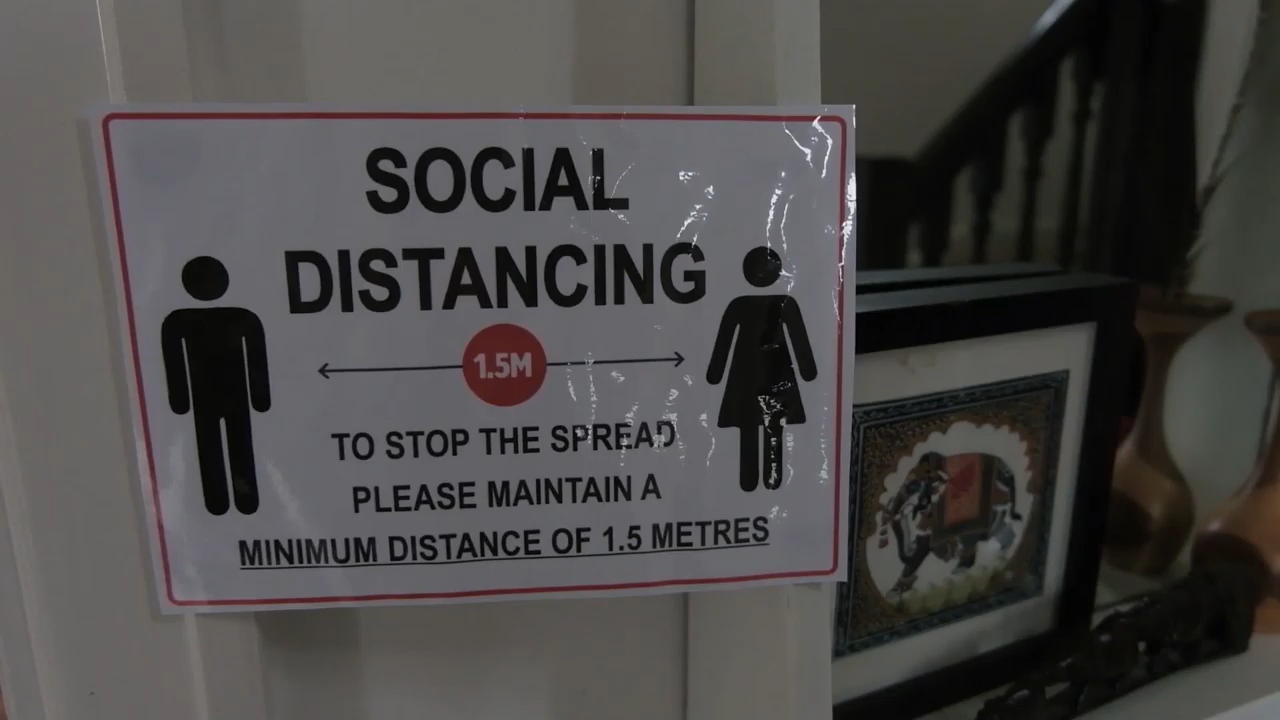 SOCIAL
DISTANCING
1.5M
TO STOP THE SPREAD
PLEASE MAINTAIN A
MINIMUM DISTANCE OF 1.5 METRES